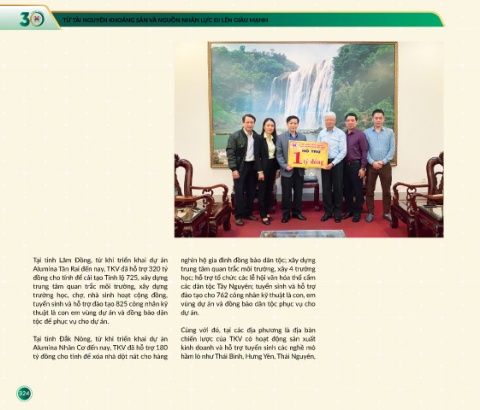 30 TỪ TÀI NGUYÊN KHOÁNG SẢN VÀ NGUỒN NHÂN LỰC ĐI LÊN GIÀU MẠNH
HỖ TRỢ
1 tỷ đồng
Tại tỉnh Lâm Đồng, từ khi triển khai dự án
Alumina Tân Rai đến nay, TKV đã hỗ trợ 320 tỷ
đồng cho tỉnh để cải tạo Tỉnh lộ 725, xây dựng
trung tâm quan trắc môi trường, xây dựng
trường học, chợ, nhà sinh hoạt cộng đồng,
tuyển sinh và hỗ trợ đào tạo 825 công nhân kỹ
thuật là con em vùng dự án và đồng bào dân
tộc để phục vụ cho dự án.
Tại tỉnh Đắk Nông, từ khi triển khai dự án
Alumina Nhân Cơ đến nay, TKV đã hỗ trợ 180
tỷ đồng cho tỉnh để xóa nhà dột nát cho hàng
nghìn hộ gia đình đồng bào dân tộc; xây dựng
trung tâm quan trắc môi trường, xây 4 trường
học; hỗ trợ tổ chức các lễ hội văn hóa thổ cẩm
các dân tộc Tây Nguyên; tuyển sinh và hỗ trợ
đào tạo cho 762 công nhân kỹ thuật là con, em
vùng dự án và đồng bào dân tộc phục vụ cho
dự án.
Cùng với đó, tại các địa phương là địa bàn
chiến lược của TKV có hoạt động sản xuất
kinh doanh và hỗ trợ tuyển sinh các nghề mỏ
hầm lò như Thái Bình, Hưng Yên, Thái Nguyên,
324